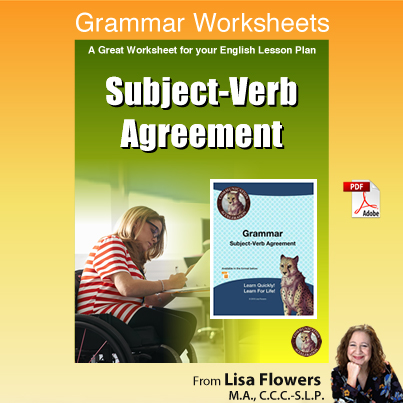 Grammar Worksheets
A Great Worksheet for your English Lesson Plan
Subject-Verb
Agreement
Grammar
Subject-Verb Agreement
Learn Quickly!
Learn For Life!
PDF
Adobe
From Lisa Flowers
M.A., C.C.C.-S.L.P.